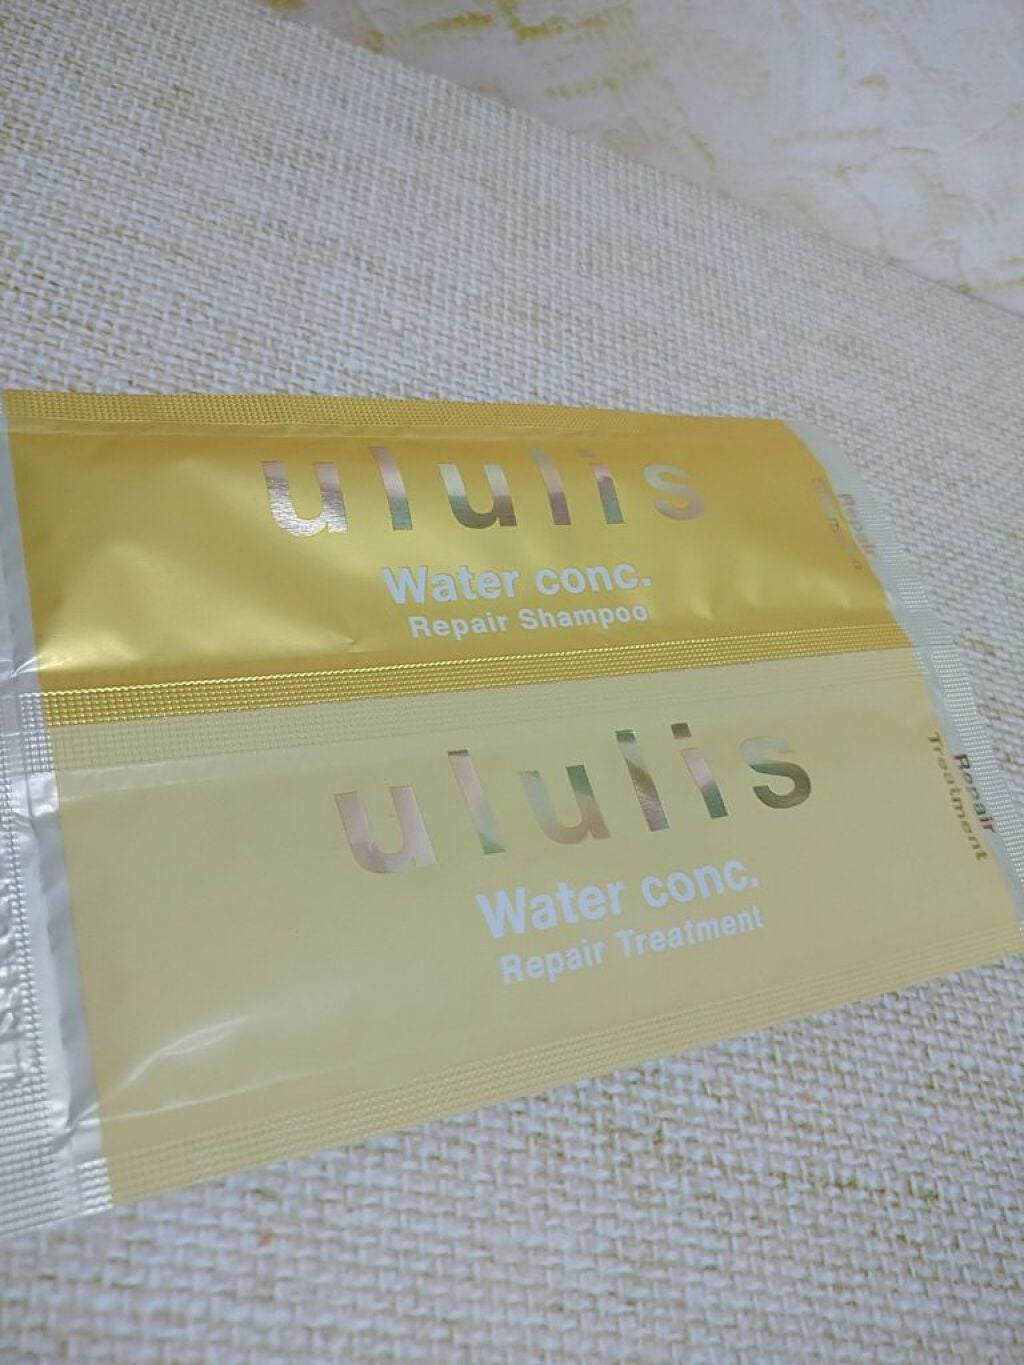 ululis
Water conc.
Repair Shampoo
ululis
Water conc.
Repair Treatment
Repair
Treatment